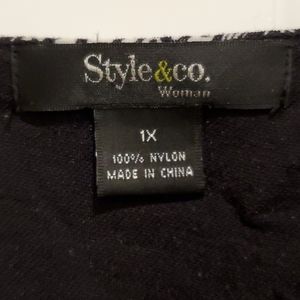 Style&co.
Woman
1X
100% NYLON
MADE IN CHINA